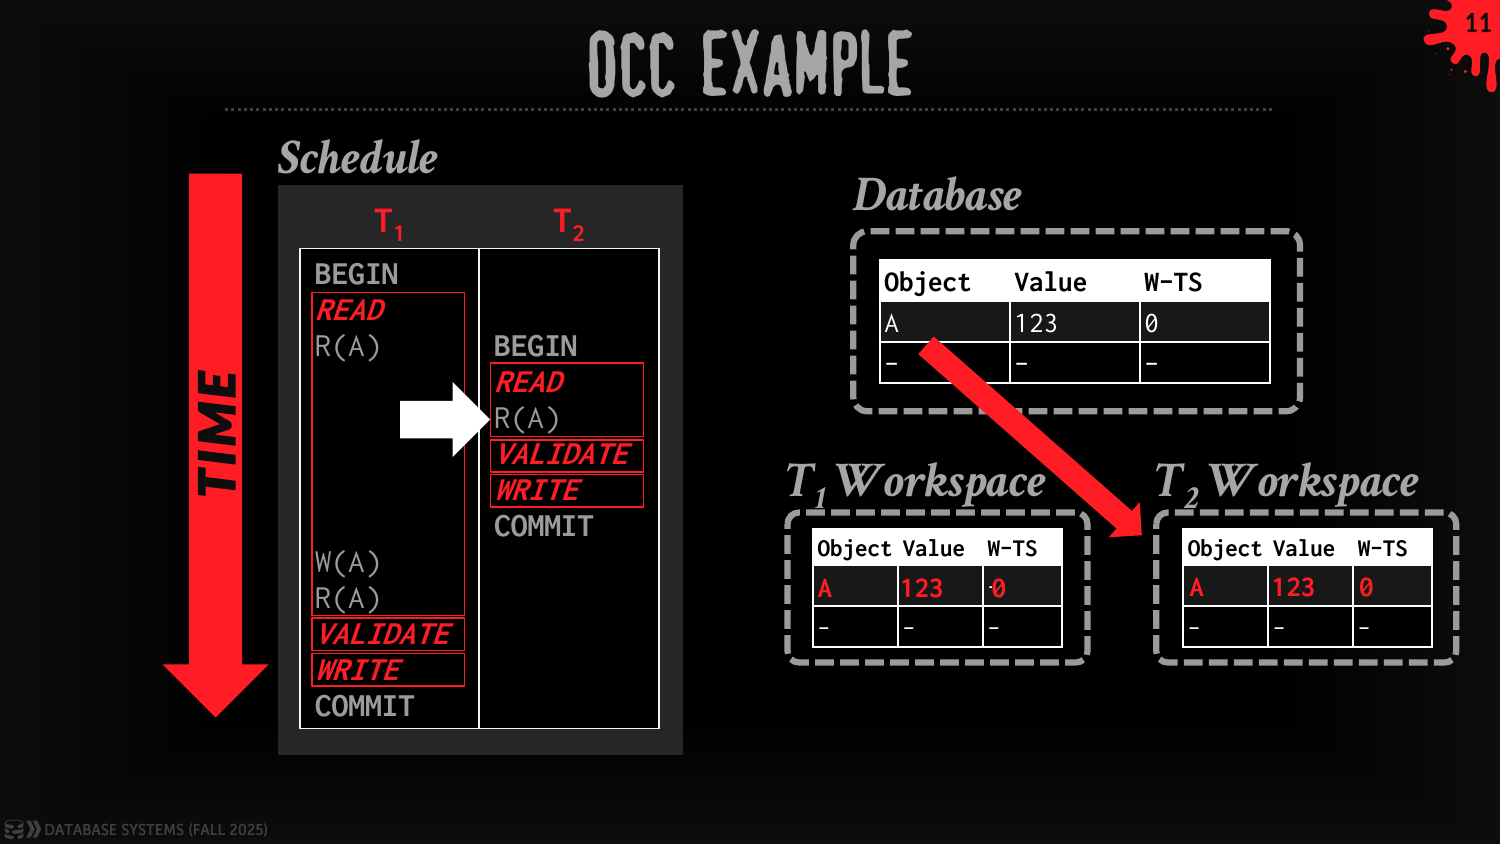 11
OCC EXAMPLE
Schedule
TIME
T1 T2
BEGIN
READ
R(A) BEGIN
READ
R(A)
VALIDATE
WRITE
COMMIT
W(A)
R(A)
VALIDATE
WRITE
COMMIT
Database
Object Value W-TS
A 123 0
- - -
T1 Workspace
Object Value W-TS
A 123 0
- - -
T2 Workspace
Object Value W-TS
A 123 0
- - -
DATABASE SYSTEMS (FALL 2025)